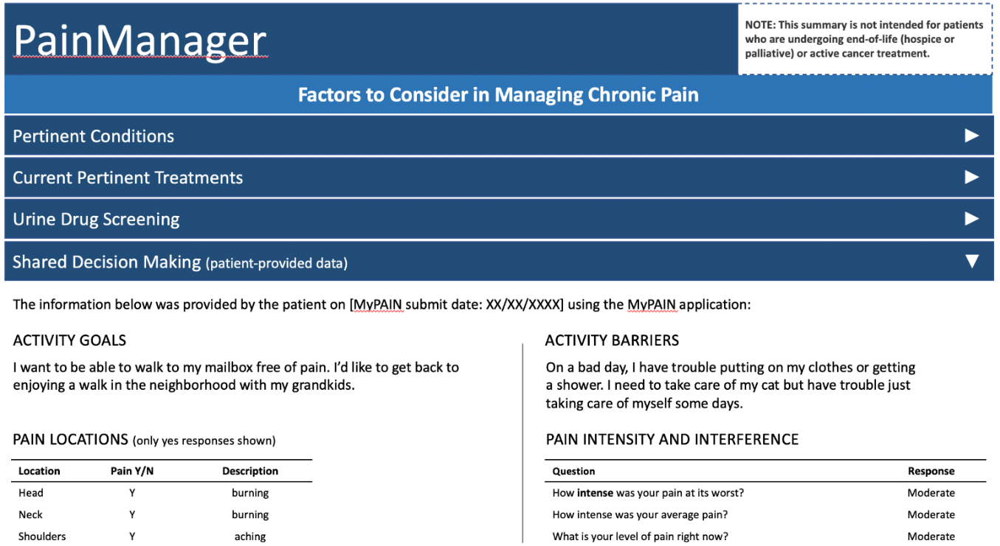 PainManager
NOTE: This summary is not intended for patients
who are undergoing end-of-life (hospice or
palliative) or active cancer treatment.
Factors to Consider in Managing Chronic Pain
Pertinent Conditions
Current Pertinent Treatments
Urine Drug Screening
Shared Decision Making (patient-provided data)
The information below was provided by the patient on [MyPAIN submit date: XX/XX/XXXX] using the MyPAIN application:
ACTIVITY GOALS
I want to be able to walk to my mailbox free of pain. I’d like to get back to
enjoying a walk in the neighborhood with my grandkids.
ACTIVITY BARRIERS
On a bad day, I have trouble putting on my clothes or getting
a shower. I need to take care of my cat but have trouble just
taking care of myself some days.
PAIN LOCATIONS (only yes responses shown)
Location Pain Y/N Description
Head Y burning
Neck Y burning
Shoulders Y aching
PAIN INTENSITY AND INTERFERENCE
Question Response
How intense was your pain at its worst? Moderate
How intense was your average pain? Moderate
What is your level of pain right now? Moderate